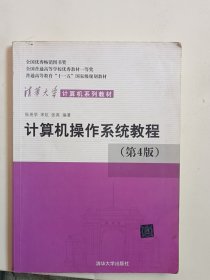 全国优秀畅销图书奖
全国普通高等学校优秀教材一等奖
普通高等教育“十一五”国家级规划教材
清华大学 计算机系列教材
张尧学 宋虹 张高 编著
计算机操作系统教程
(第4版)
清华大学出版社